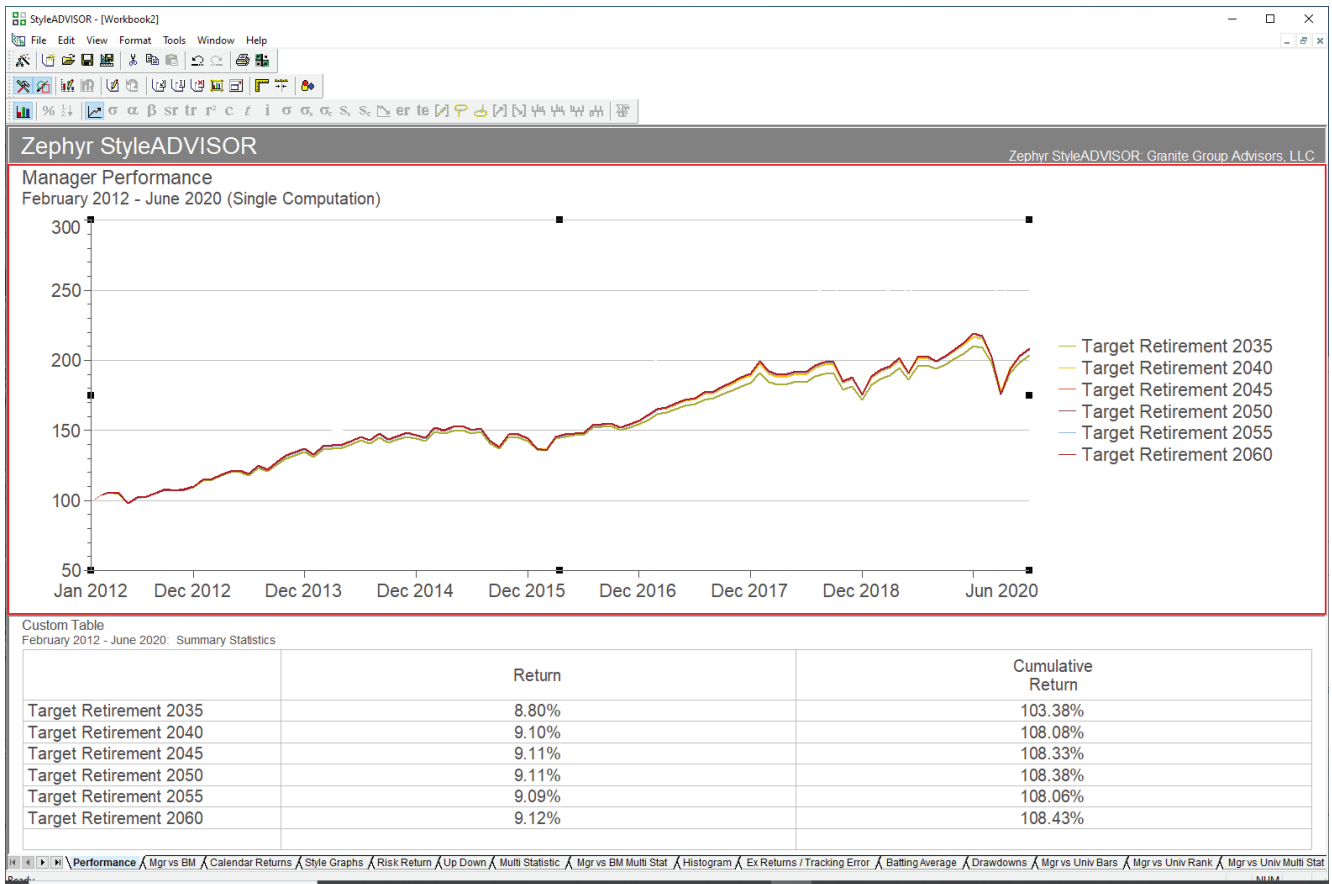 StyleADVISOR - [Workbook2]
File Edit View Format Tools Window Help
% σ α β sr tr r² c t i σ σ S S er te
Zephyr StyleADVISOR
Zephyr StyleADVISOR: Granite Group Advisors, LLC
Manager Performance
February 2012 - June 2020 (Single Computation)
300
250
200
150
100
50
Jan 2012 Dec 2012 Dec 2013 Dec 2014 Dec 2015 Dec 2016 Dec 2017 Dec 2018 Jun 2020
Target Retirement 2035
Target Retirement 2040
Target Retirement 2045
Target Retirement 2050
Target Retirement 2055
Target Retirement 2060
Custom Table
February 2012 - June 2020: Summary Statistics
Return Cumulative
Return
Target Retirement 2035 8.80% 103.38%
Target Retirement 2040 9.10% 108.08%
Target Retirement 2045 9.11% 108.33%
Target Retirement 2050 9.11% 108.38%
Target Retirement 2055 9.09% 108.06%
Target Retirement 2060 9.12% 108.43%
Performance Mgr vs BM Calendar Returns Style Graphs Risk Return Up Down Multi Statistic Mgr vs BM Multi Stat Histogram Ex Returns / Tracking Error Batting Average Drawdowns Mgr vs Univ Bars Mgr vs Univ Rank Mgr vs Univ Multi Stat